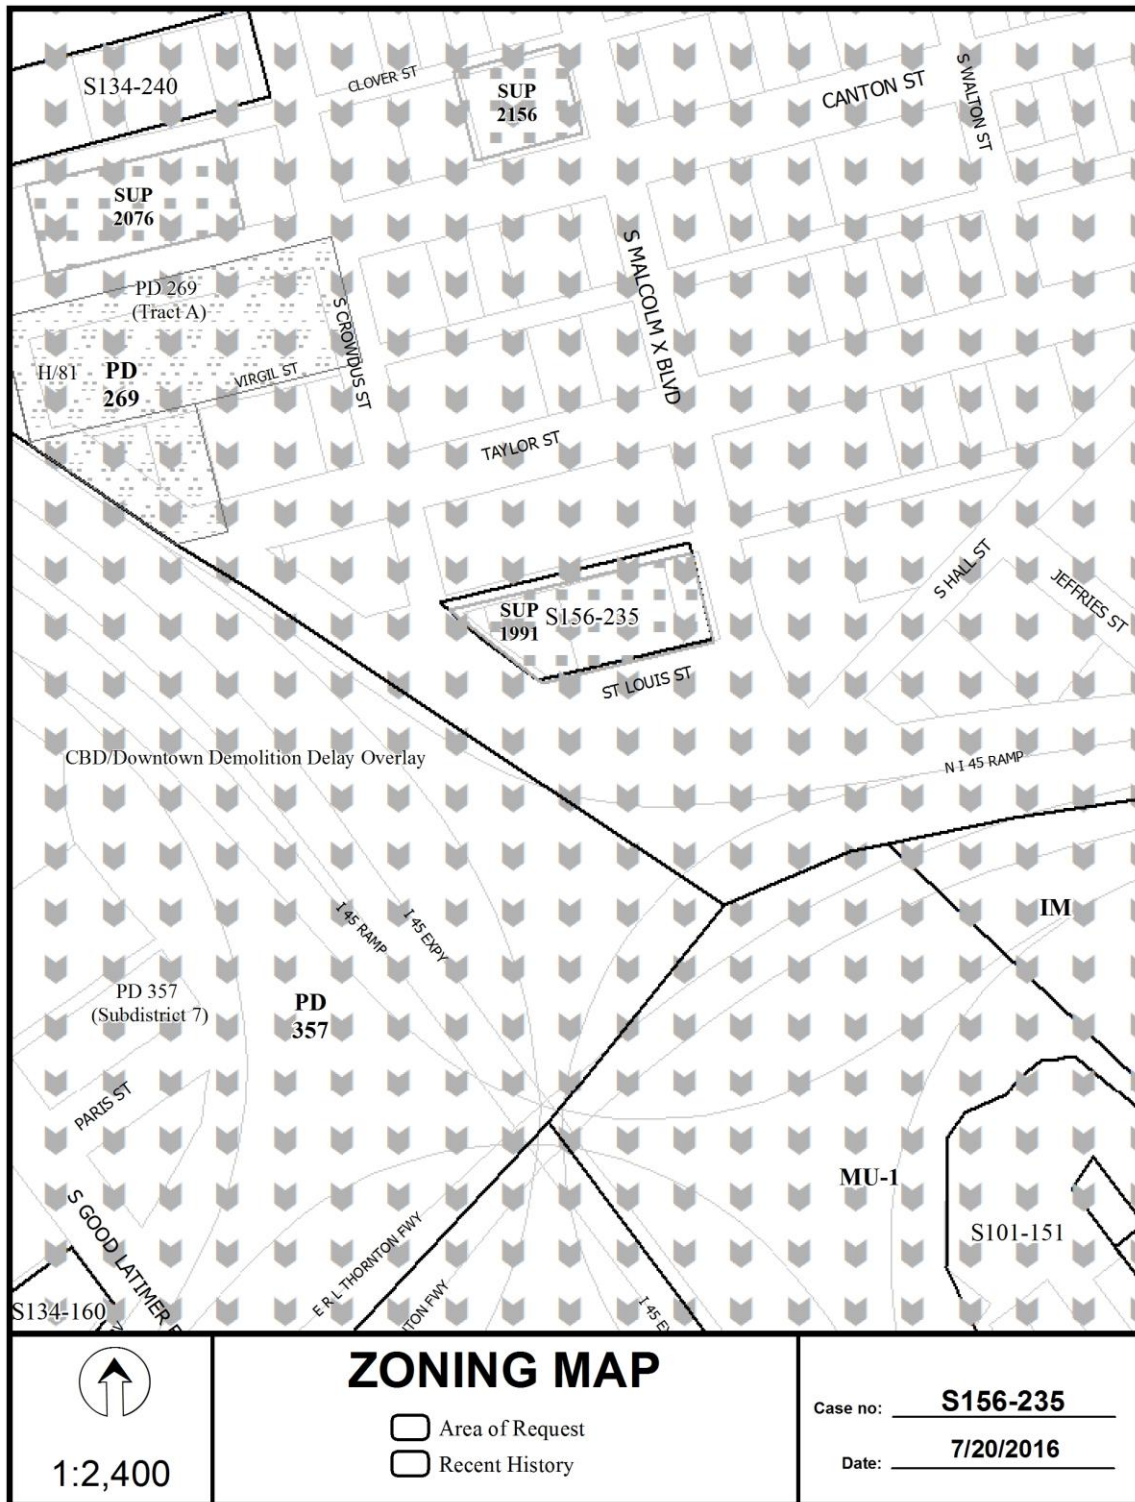 S134-240
CLOVER ST
SUP
2156
CANTON ST
S WALTON ST
SUP
2076
PD 269
(Tract A)
S CROWDUS ST
S MALCOLM X BLVD
H/81
PD
269
VIRGIL ST
TAYLOR ST
S HALL ST
JEFFRIES ST
SUP
1991
S156-235
ST LOUIS ST
CBD/Downtown Demolition Delay Overlay
N I 45 RAMP
I 45 RAMP
I 45 EXPY
IM
PD 357
(Subdistrict 7)
PD
357
PARIS ST
MU-1
S GOOD LATIMER
S101-151
E R L THORNTON FWY
TON FWY
I 45 E
S134-160
1:2,400
ZONING MAP
Area of Request
Recent History
Case no: S156-235
Date: 7/20/2016